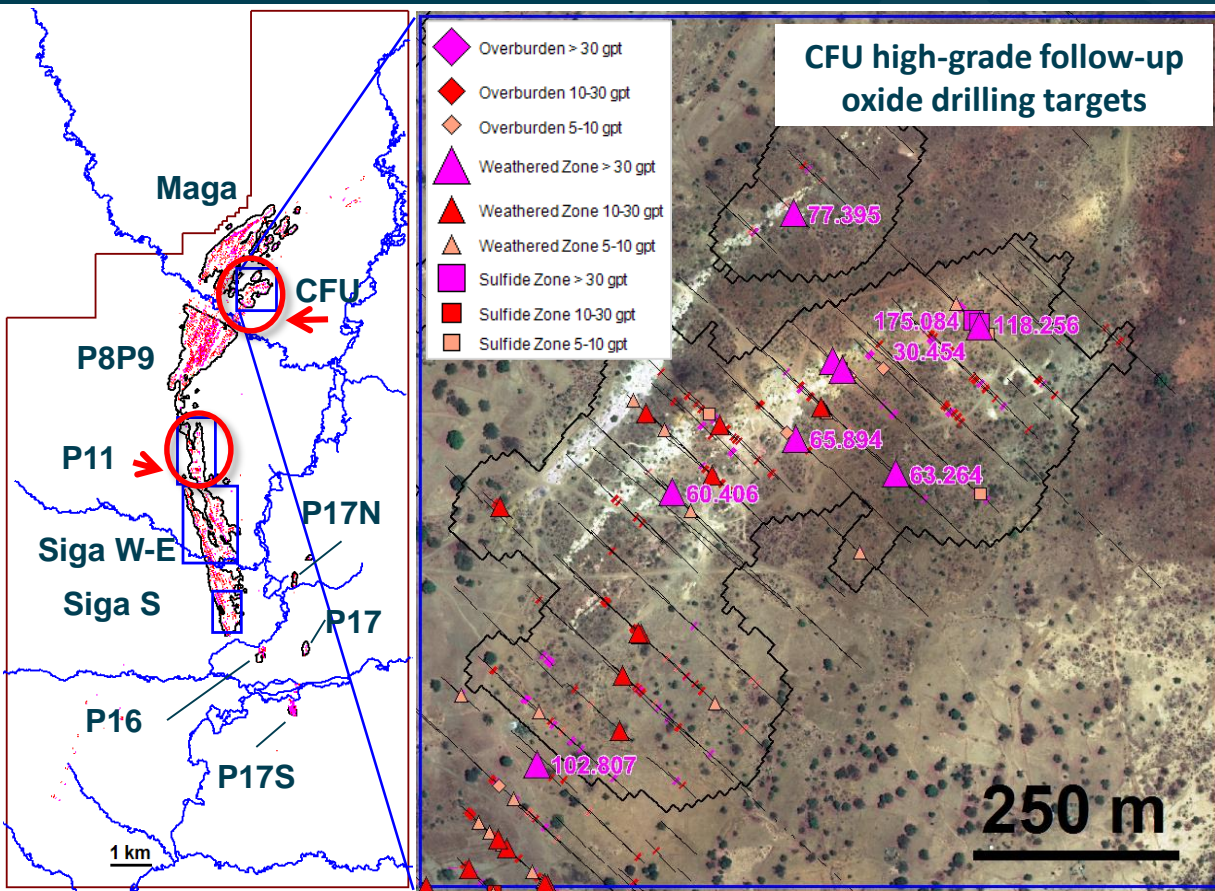 Maga
CFU
P8P9
P11
P17N
Siga W-E
Siga S
P17
P16
P17S
1 km
Overburden > 30 gpt
Overburden 10-30 gpt
Overburden 5-10 gpt
Weathered Zone > 30 gpt
Weathered Zone 10-30 gpt
Weathered Zone 5-10 gpt
Sulfide Zone > 30 gpt
Sulfide Zone 10-30 gpt
Sulfide Zone 5-10 gpt
CFU high-grade follow-up
oxide drilling targets
77.395
175.084
118.256
30.454
65.894
63.264
60.406
102.807
250 m